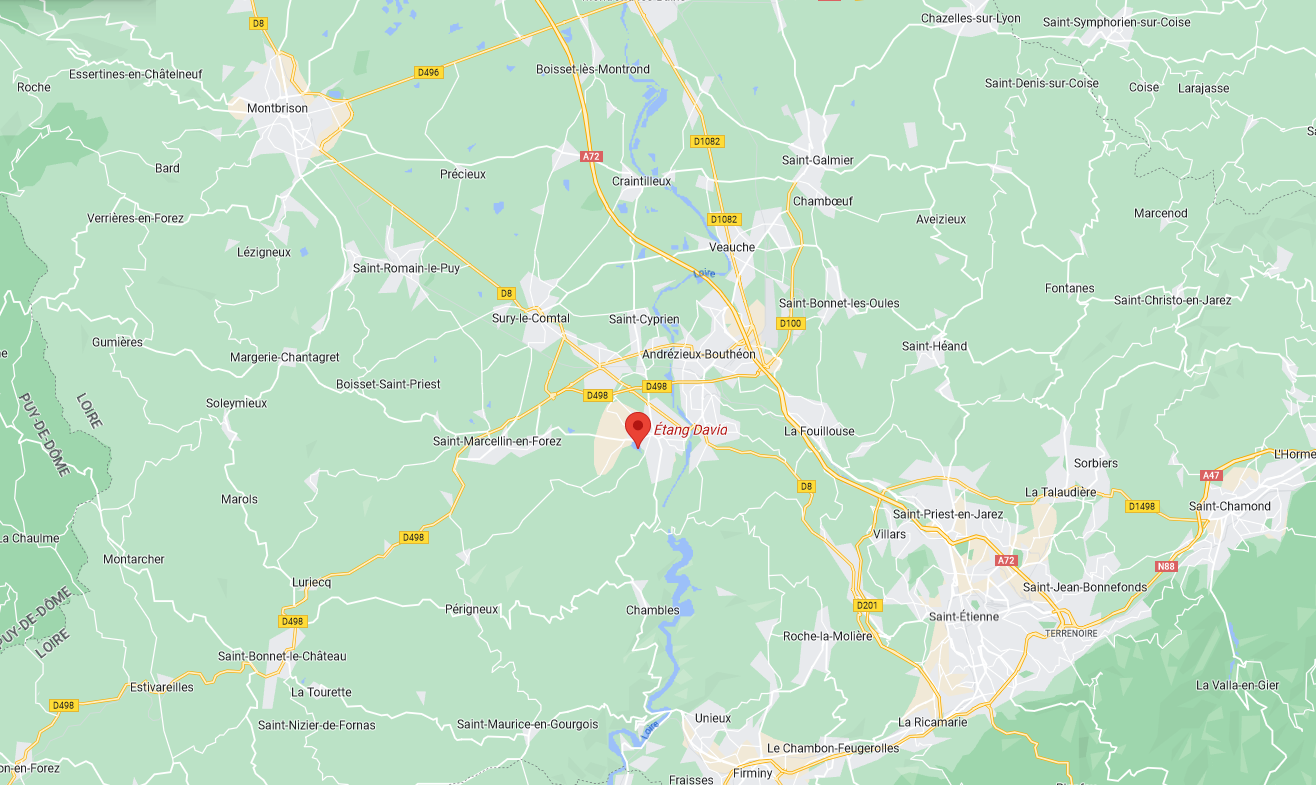 D8
Chazelles-sur-Lyon
Saint-Symphorien-sur-Coise
Boisset-lès-Montrond
D496
Essertines-en-Châtelneuf
Roche
Saint-Denis-sur-Coise
Coise
Larajasse
Montbrison
D1082
A72
Saint-Galmier
Bard
Précieux
Craintilleux
Chambœuf
Verrières-en-Forez
D1082
Aveizieux
Marcenod
Lézigneux
Veauche
Saint-Romain-le-Puy
Loire
D8
Fontanes
Saint-Bonnet-les-Oules
Saint-Christo-en-Jarez
Sury-le-Comtal
Saint-Cyprien
D100
Gumières
Saint-Héand
Margerie-Chantagret
Andrézieux-Bouthéon
Boisset-Saint-Priest
D498
D498
Soleymieux
LOIRE
PUY-DE-DÔME
Étang David
La Fouillouse
Saint-Marcellin-en-Forez
L'Horme
Sorbiers
A47
D8
La Talaudière
Marols
D1498
Saint-Chamond
Saint-Priest-en-Jarez
Villars
La Chaulme
D498
Montarcher
A72
N88
Luriecq
Saint-Jean-Bonnefonds
PUY-DE-DÔME
LOIRE
D201
Périgneux
Chambles
Saint-Étienne
D498
Roche-la-Molière
TERRENOIRE
Saint-Bonnet-le-Château
Estivareilles
La Valla-en-Gier
La Tourette
D498
Unieux
La Ricamarie
Saint-Nizier-de-Fornas
Saint-Maurice-en-Gourgois
Loire
Le Chambon-Feugerolles
on-en-Forez
Firminy
Fraisses